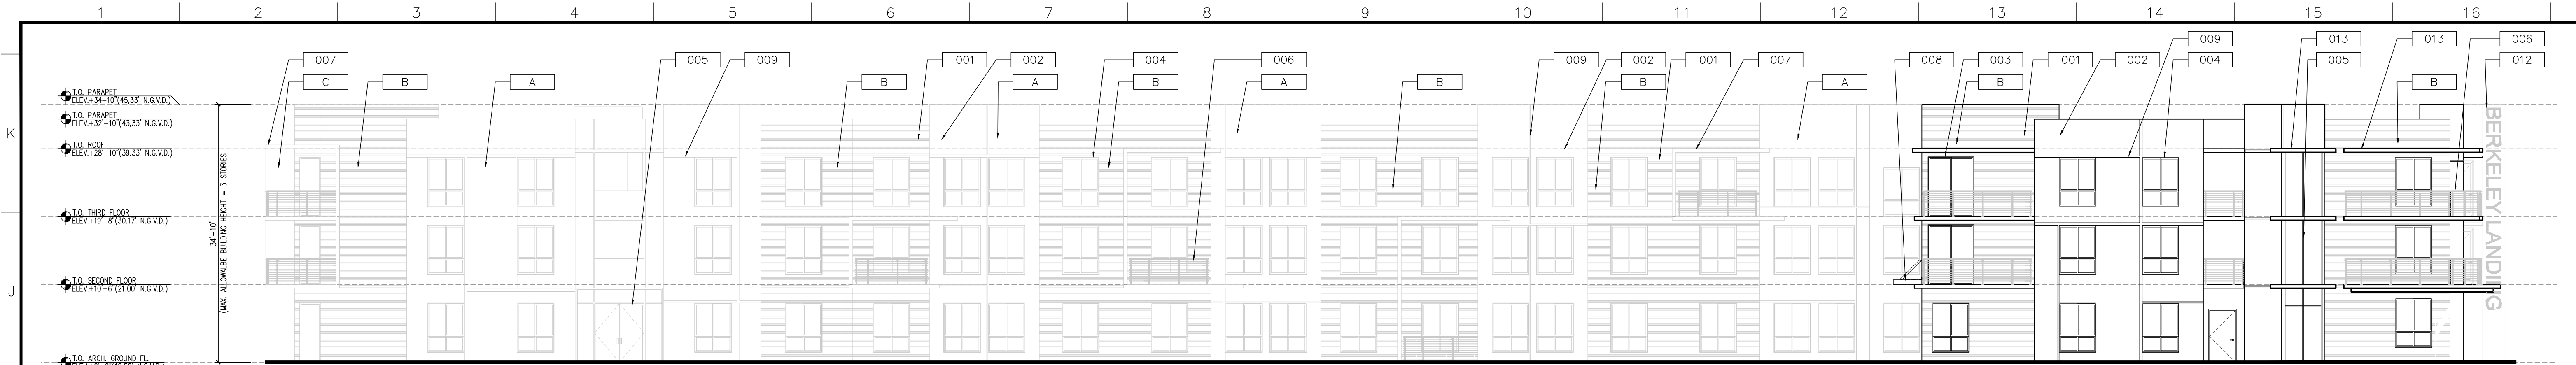 1 2 3 4 5 6 7 8 9 10 11 12 13 14 15 16
009 013 013 006
007 005 009 001 002 004 006 009 002 001 007 008 003 001 002 004 005 012
C B A B A B A B B A B B
T.O. PARAPET
ELEV.+34'-10"(45,33' N.G.V.D.)
T.O. PARAPET
ELEV.+32'-10"(43,33' N.G.V.D.)
K
T.O. ROOF
ELEV.+28'-10"(39.33' N.G.V.D.)
T.O. THIRD FLOOR
ELEV.+19'-8"(30.17' N.G.V.D.)
34'-10"
(MAX. ALLOWALBE BUILDING HEIGHT = 3 STORIES
BERKELEY LANDING
T.O. SECOND FLOOR
ELEV.+10'-6"(21.00' N.G.V.D.)
J
T.O. ARCH. GROUND FL.